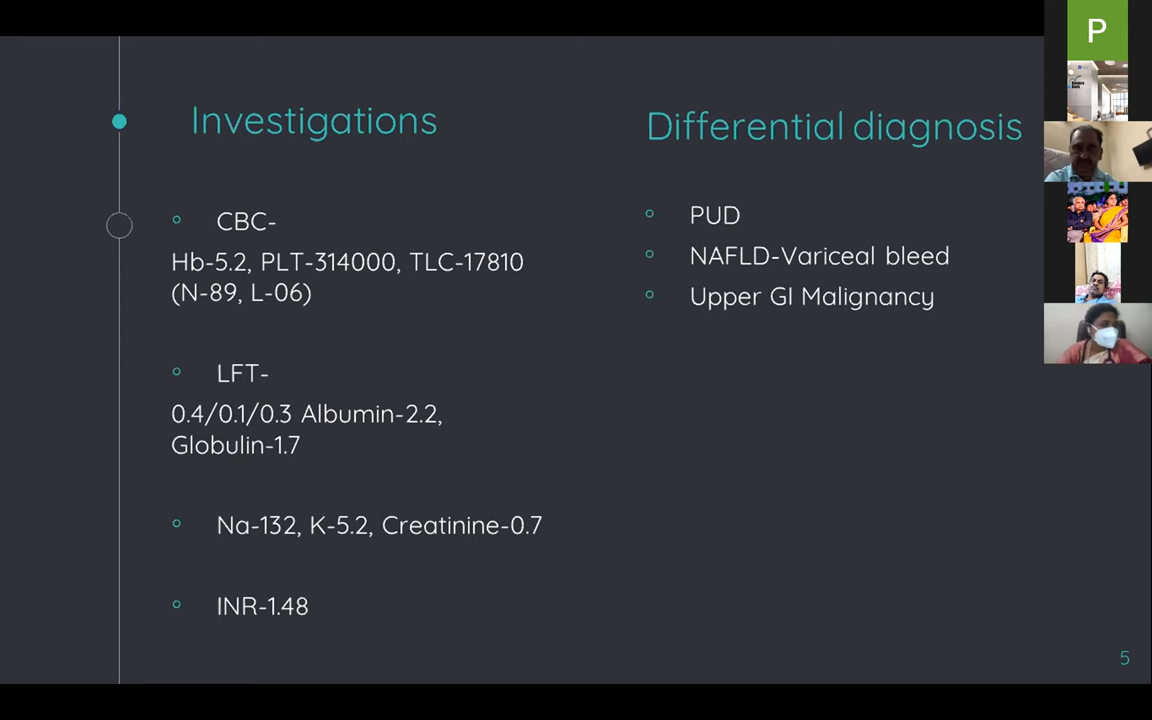 Investigations
CBC-
Hb-5.2, PLT-314000, TLC-17810
(N-89, L-06)
LFT-
0.4/0.1/0.3 Albumin-2.2,
Globulin-1.7
Na-132, K-5.2, Creatinine-0.7
INR-1.48
Differential diagnosis
PUD
NAFLD-Variceal bleed
Upper GI Malignancy
5
P